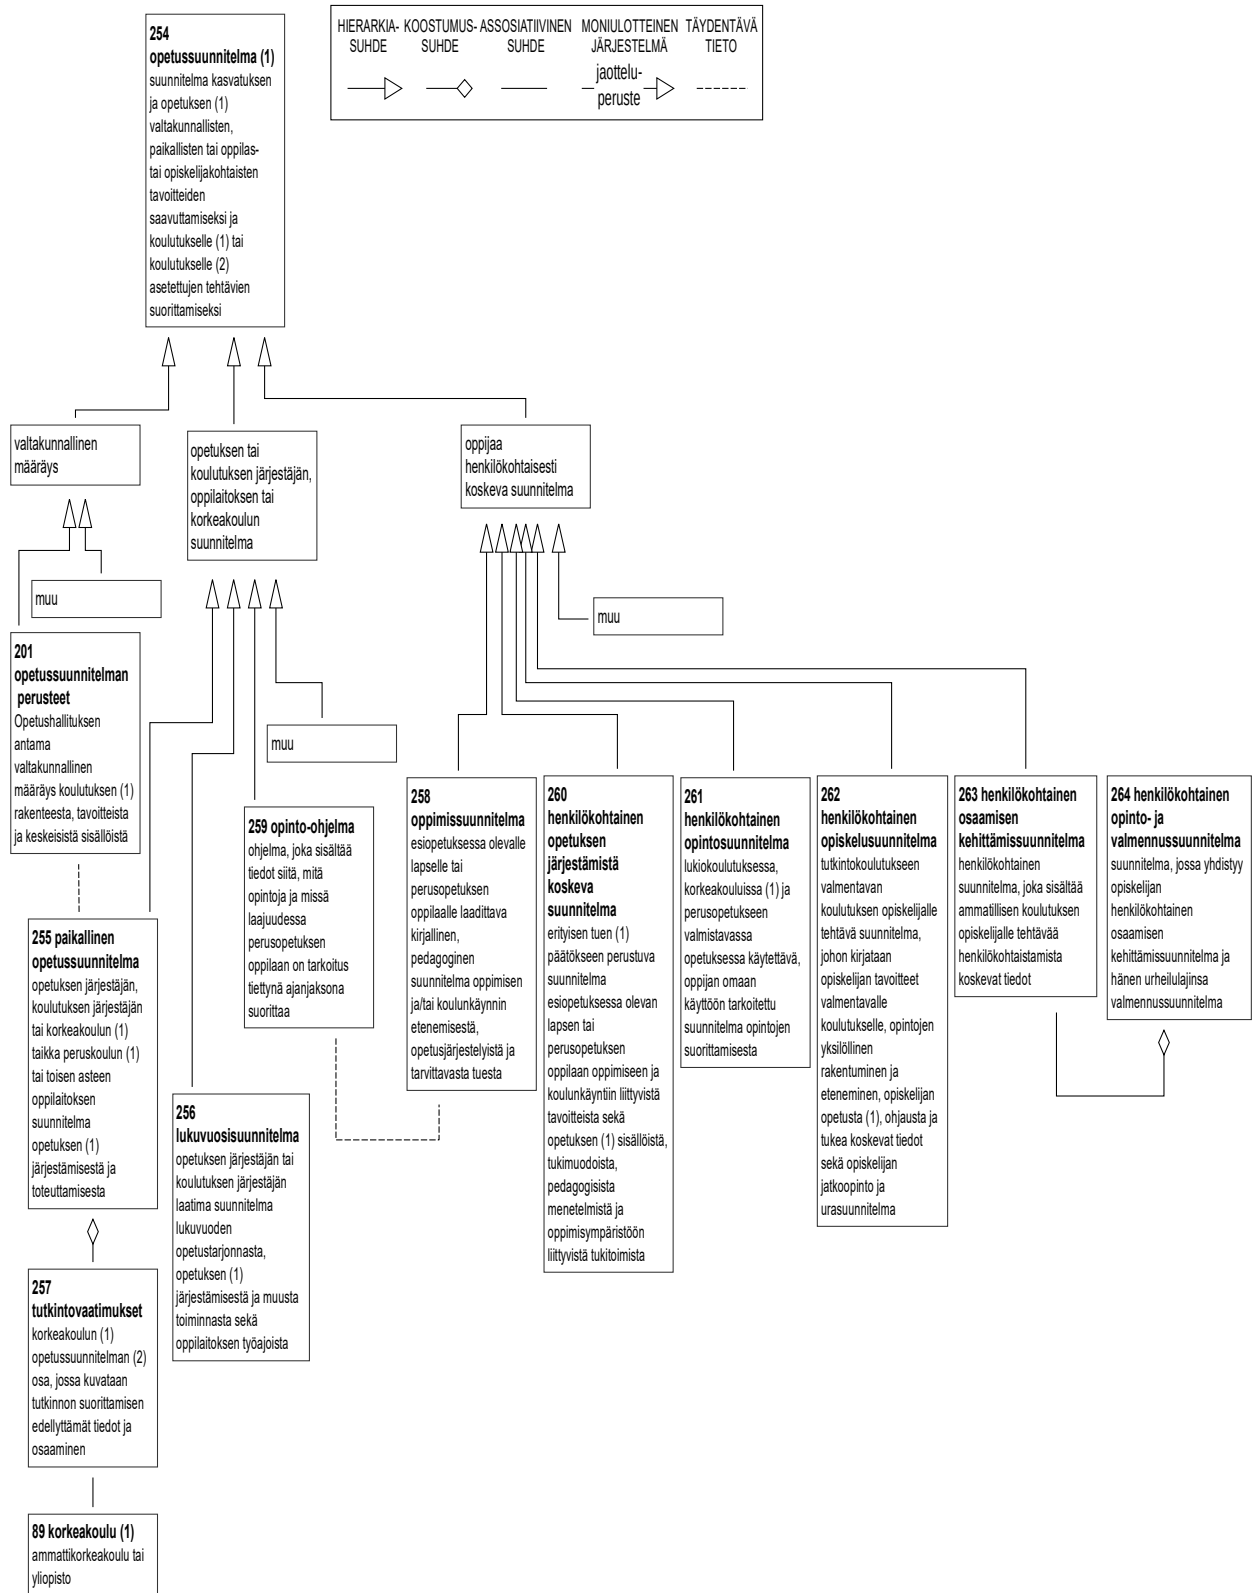 254
opetussuunnitelma (1)
suunnitelma kasvatuksen
ja opetuksen (1)
valtakunnallisten,
paikallisten tai oppilas-
tai opiskelijakohtaisten
tavoitteiden
saavuttamiseksi ja
koulutukselle (1) tai
koulutukselle (2)
asetettujen tehtävien
suorittamiseksi
HIERARKIA-
SUHDE
KOOSTUMUS-
SUHDE
ASSOSIATIIVINEN
SUHDE
MONIULOTTEINEN
JÄRJESTELMÄ
jaottelu-
peruste
TÄYDENTÄVÄ
TIETO
valtakunnallinen
määräys
opetuksen tai
koulutuksen järjestäjän,
oppilaitoksen tai
korkeakoulun
suunnitelma
oppijaa
henkilökohtaisesti
koskeva suunnitelma
muu
muu
muu
201
opetussuunnitelman
perusteet
Opetushallituksen
antama
valtakunnallinen
määräys koulutuksen (1)
rakenteesta, tavoitteista
ja keskeisistä sisällöistä
255 paikallinen
opetussuunnitelma
opetuksen järjestäjän,
koulutuksen järjestäjän
tai korkeakoulun (1)
taikka peruskoulun (1)
tai toisen asteen
oppilaitoksen
suunnitelma
opetuksen (1)
järjestämisestä ja
toteuttamisesta
257
tutkintovaatimukset
korkeakoulun (1)
opetussuunnitelman (2)
osa, jossa kuvataan
tutkinnon suorittamisen
edellyttämät tiedot ja
osaaminen
89 korkeakoulu (1)
ammattikorkeakoulu tai
yliopisto
256
lukuvuosisuunnitelma
opetuksen järjestäjän tai
koulutuksen järjestäjän
laatima suunnitelma
lukuvuoden
opetustarjonnasta,
opetuksen (1)
järjestämisestä ja muusta
toiminnasta sekä
oppilaitoksen työajoista
259 opinto-ohjelma
ohjelma, joka sisältää
tiedot siitä, mitä
opintoja ja missä
laajuudessa
perusopetuksen
oppilaan on tarkoitus
tiettynä ajanjaksona
suorittaa
258
oppimissuunnitelma
esiopetuksessa olevalle
lapselle tai
perusopetuksen
oppilaalle laadittava
kirjallinen,
pedagoginen
suunnitelma oppimisen
ja/tai koulunkäynnin
etenemisestä,
opetusjärjestelyistä ja
tarvittavasta tuesta
260
henkilökohtainen
opetuksen
järjestämistä
koskeva
suunnitelma
erityisen tuen (1)
päätökseen perustuva
suunnitelma
esiopetuksessa olevan
lapsen tai
perusopetuksen
oppilaan oppimiseen ja
koulunkäyntiin liittyvistä
tavoitteista sekä
opetuksen (1) sisällöistä,
tukimuodoista,
pedagogisista
menetelmistä ja
oppimisympäristöön
liittyvistä tukitoimista
261
henkilökohtainen
opintosuunnitelma
lukiokoulutuksessa,
korkeakouluissa (1) ja
perusopetukseen
valmistavassa
opetuksessa käytettävä,
oppijan omaan
käyttöön tarkoitettu
suunnitelma opintojen
suorittamisesta
262
henkilökohtainen
opiskelusuunnitelma
tutkintokoulutukseen
valmentavan
koulutuksen opiskelijalle
tehtävä suunnitelma,
johon kirjataan
opiskelijan tavoitteet
valmentavalle
koulutukselle, opintojen
yksilöllinen
rakentuminen ja
eteneminen, opiskelijan
opetusta (1), ohjausta ja
tukea koskevat tiedot
sekä opiskelijan
jatkoopinto ja
urasuunnitelma
263 henkilökohtainen
osaamisen
kehittämissuunnitelma
henkilökohtainen
suunnitelma, joka sisältää
ammatillisen koulutuksen
opiskelijalle tehtävää
henkilökohtaistamista
koskevat tiedot
264 henkilökohtainen
opinto- ja
valmennussuunnitelma
suunnitelma, jossa yhdistyy
opiskelijan
henkilökohtainen
osaamisen
kehittämissuunnitelma ja
hänen urheilulajinsa
valmennussuunnitelma